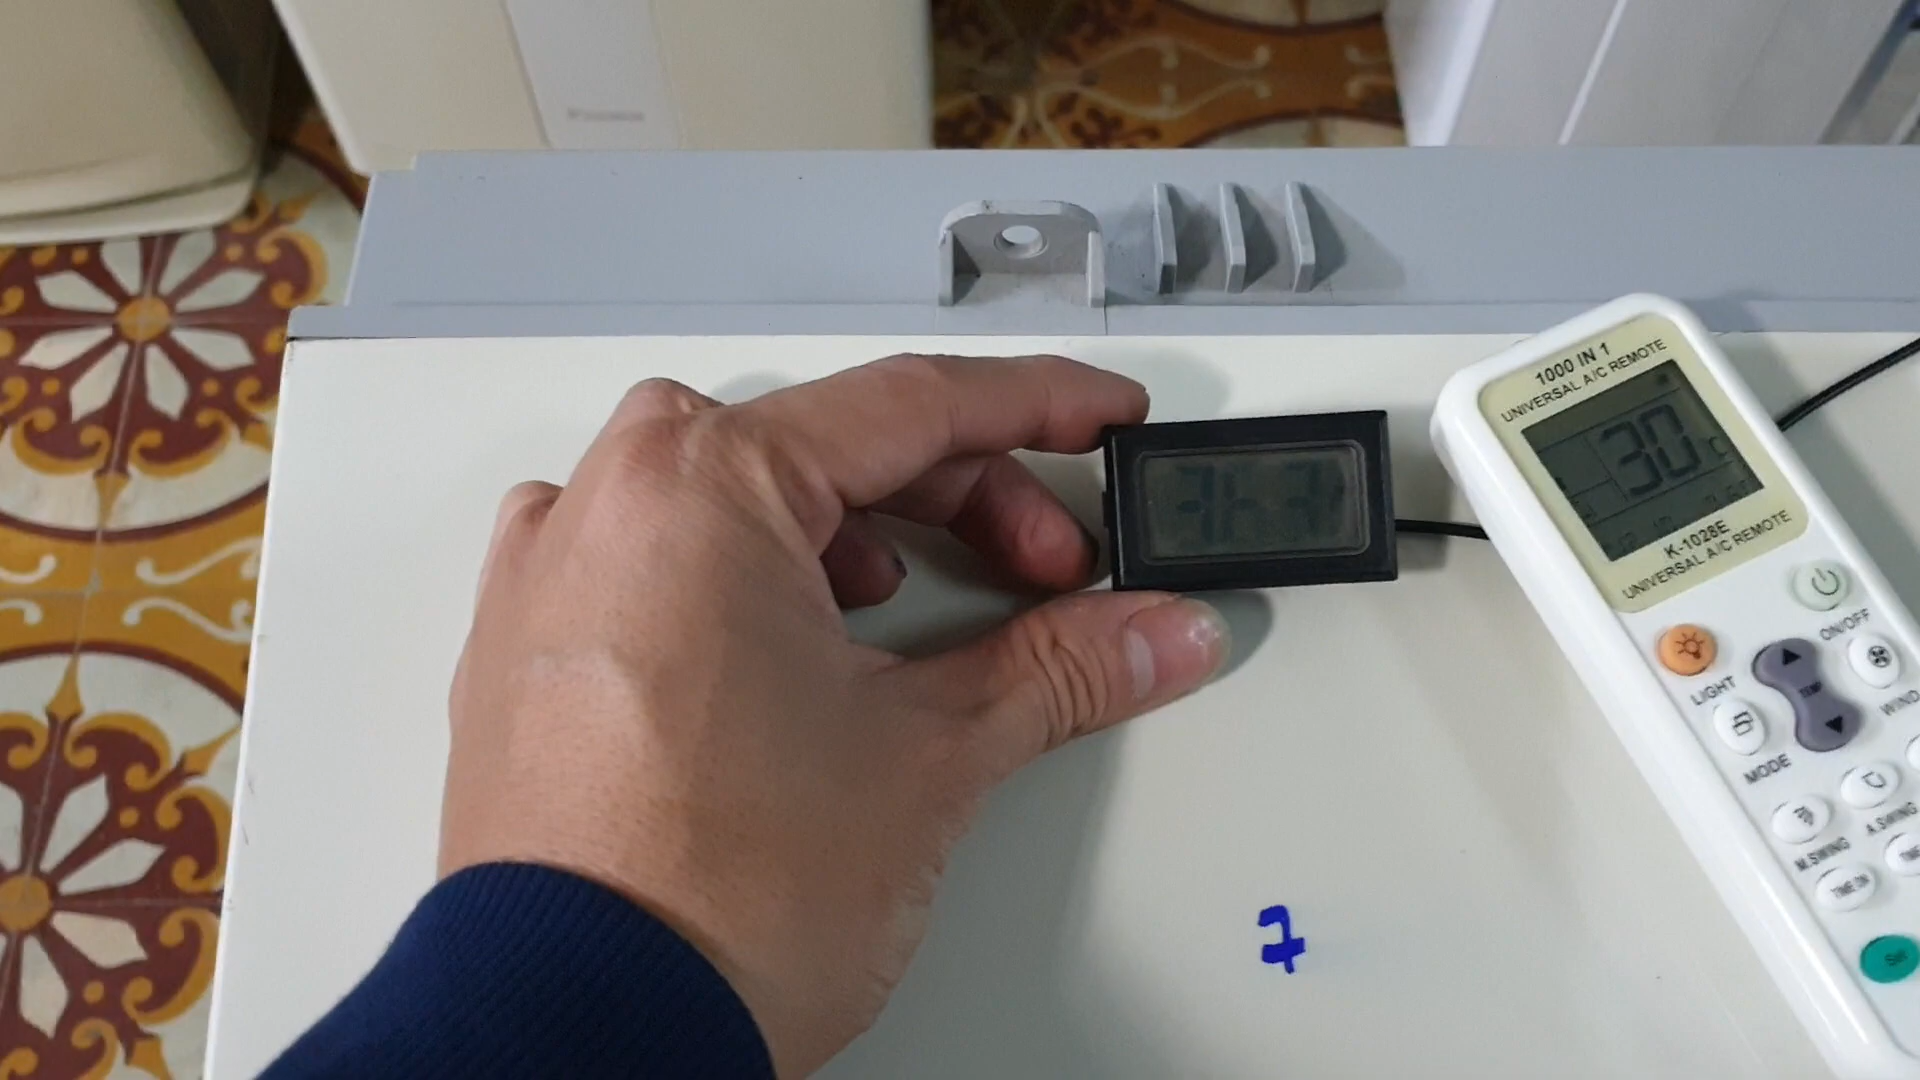 1000 IN 1
UNIVERSAL A/C REMOTE
30 °C
K-1028E
UNIVERSAL A/C REMOTE
ON/OFF
LIGHT
TEMP
WIND
MODE
A.SWING
M.SWING
TIME ON
Set
7